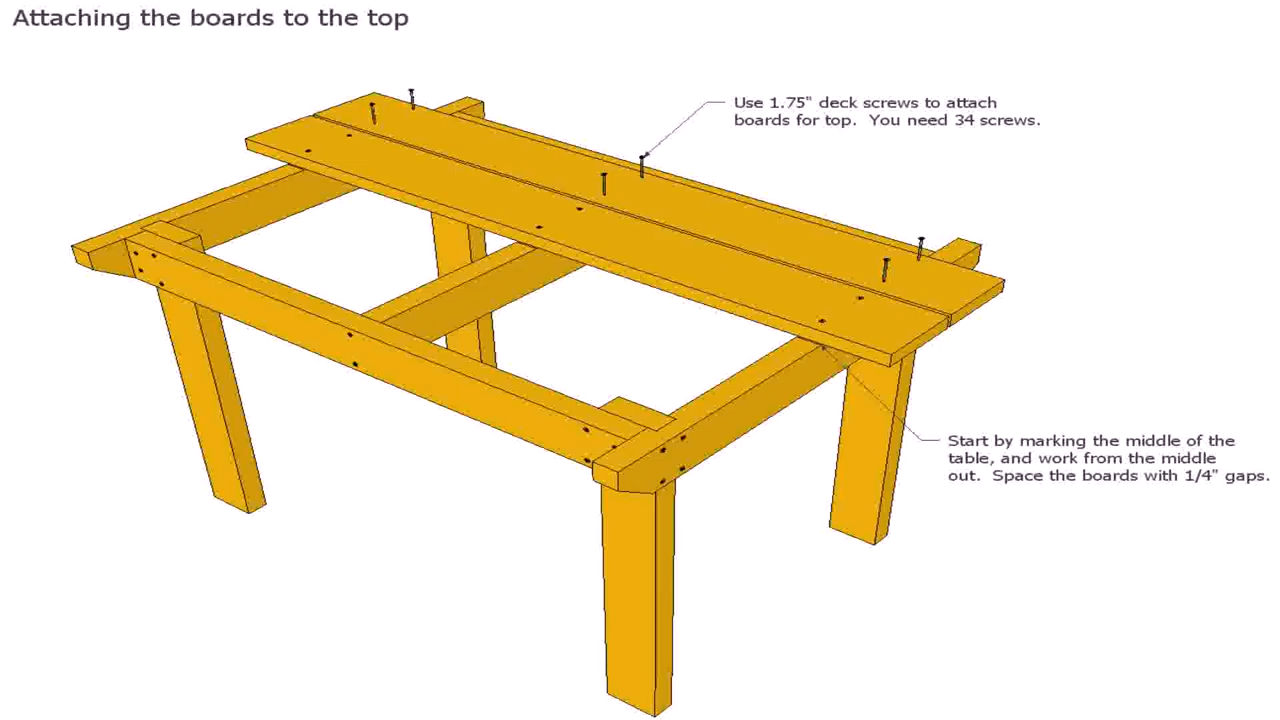 Attaching the boards to the top
Use 1.75" deck screws to attach
boards for top.  You need 34 screws.
Start by marking the middle of the
table, and work from the middle
out.  Space the boards with 1/4" gaps.